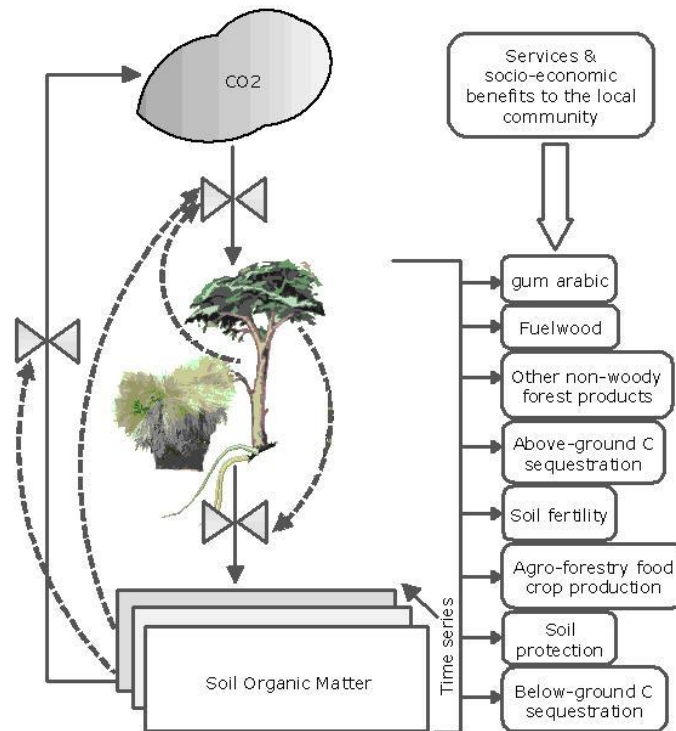 CO2
Services &
socio-economic
benefits to the local
community
gum arabic
Fuelwood
Other non-woody
forest products
Above-ground C
sequestration
Soil fertility
Agro-forestry food
crop production
Soil
protection
Below-ground C
sequestration
Time series
Soil Organic Matter